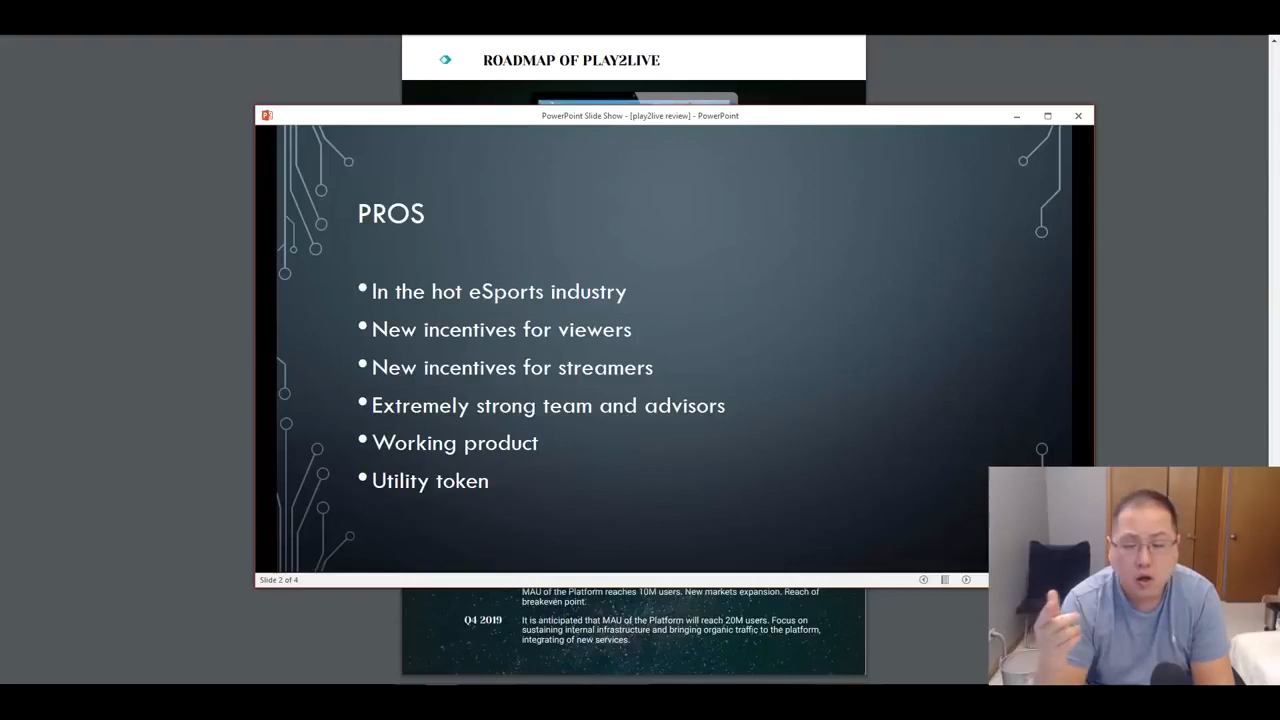 ROADMAP OF PLAY2LIVE
PowerPoint Slide Show - [play2live review] - PowerPoint
PROS
• In the hot eSports industry
• New incentives for viewers
• New incentives for streamers
• Extremely strong team and advisors
• Working product
• Utility token
Slide 2 of 4
MAU of the Platform reaches 10M users. New markets expansion. Reach of
breakeven point.
Q4 2019 It is anticipated that MAU of the Platform will reach 20M users. Focus on
sustaining internal infrastructure and bringing organic traffic to the platform,
integrating of new services.